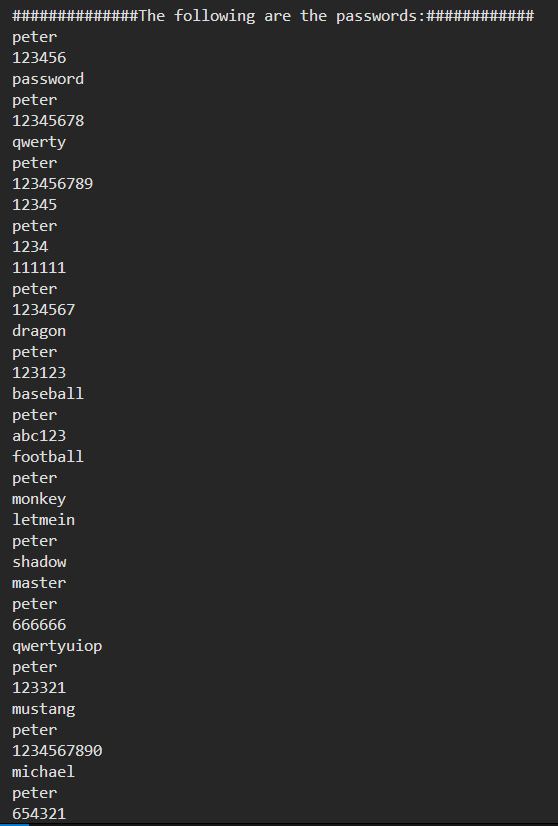 ##############The following are the passwords:############
peter
123456
password
peter
12345678
qwerty
peter
123456789
12345
peter
1234
111111
peter
1234567
dragon
peter
123123
baseball
peter
abc123
football
peter
monkey
letmein
peter
shadow
master
peter
666666
qwertyuiop
peter
123321
mustang
peter
1234567890
michael
peter
654321